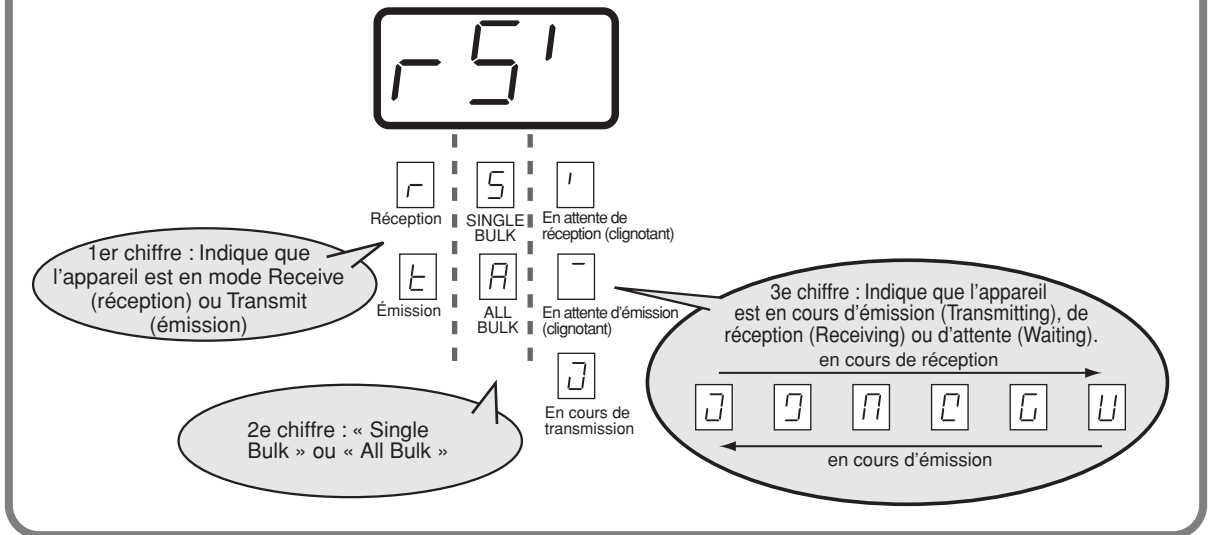 r S '
r
Réception
S
SINGLE
BULK
'
En attente de
réception (clignotant)
1er chiffre : Indique que
l'appareil est en mode Receive
(réception) ou Transmit
(émission)
t
Émission
A
ALL
BULK
En attente d'émission
(clignotant)
En cours de
transmission
2e chiffre : « Single
Bulk » ou « All Bulk »
3e chiffre : Indique que l'appareil
est en cours d'émission (Transmitting), de
réception (Receiving) ou d'attente (Waiting).
en cours de réception
en cours d'émission